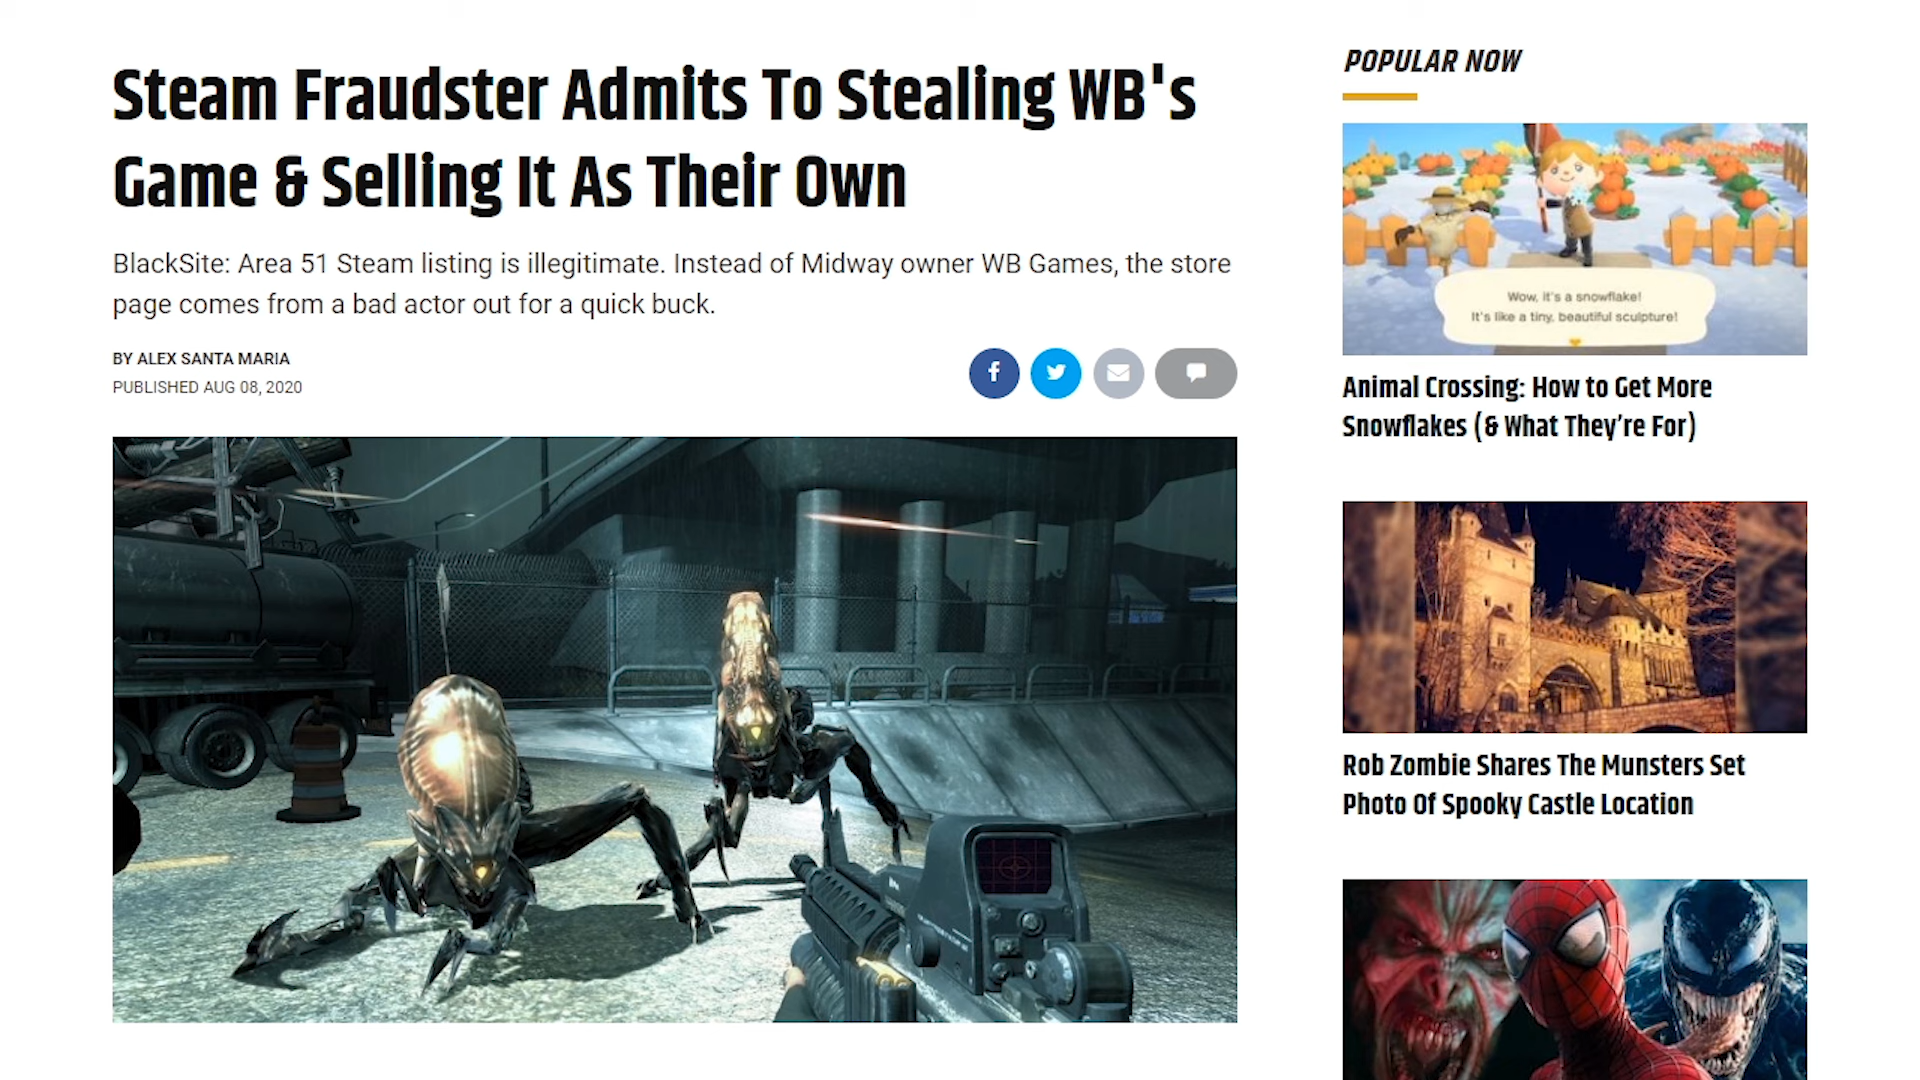 Steam Fraudster Admits To Stealing WB's
Game & Selling It As Their Own
BlackSite: Area 51 Steam listing is illegitimate. Instead of Midway owner WB Games, the store
page comes from a bad actor out for a quick buck.
BY ALEX SANTA MARIA
PUBLISHED AUG 08, 2020
POPULAR NOW
Wow, it's a snowflake!
It's like a tiny, beautiful sculpture!
Animal Crossing: How to Get More
Snowflakes (& What They’re For)
Rob Zombie Shares The Munsters Set
Photo Of Spooky Castle Location